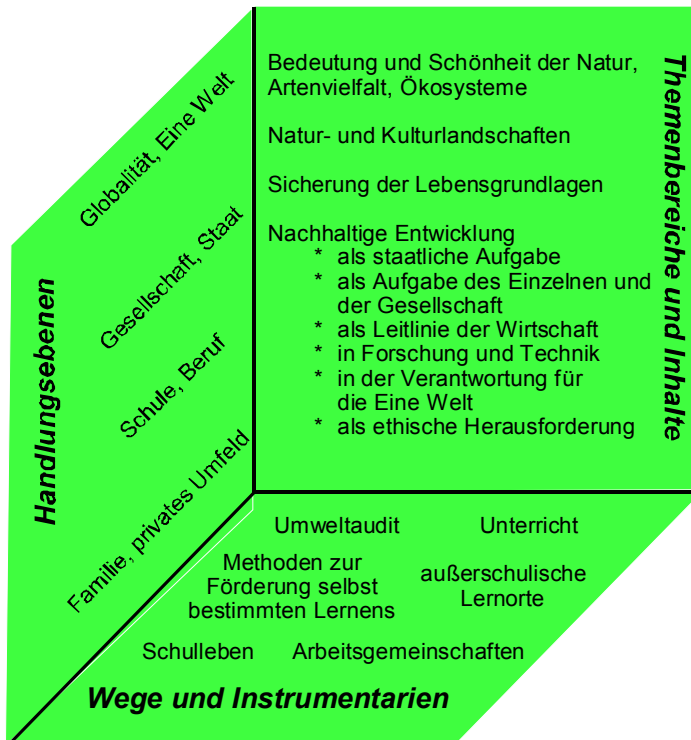 Handlungsebenen
Globalität, Eine Welt
Gesellschaft, Staat
Schule, Beruf
Familie, privates Umfeld
Themenbereiche und Inhalte
Bedeutung und Schönheit der Natur,
Artenvielfalt, Ökosysteme
Natur- und Kulturlandschaften
Sicherung der Lebensgrundlagen
Nachhaltige Entwicklung
* als staatliche Aufgabe
* als Aufgabe des Einzelnen und
der Gesellschaft
* als Leitlinie der Wirtschaft
* in Forschung und Technik
* in der Verantwortung für
die Eine Welt
* als ethische Herausforderung
Umweltaudit
Unterricht
Methoden zur
Förderung selbst
bestimmten Lernens
außerschulische
Lernorte
Schulleben
Arbeitsgemeinschaften
Wege und Instrumentarien